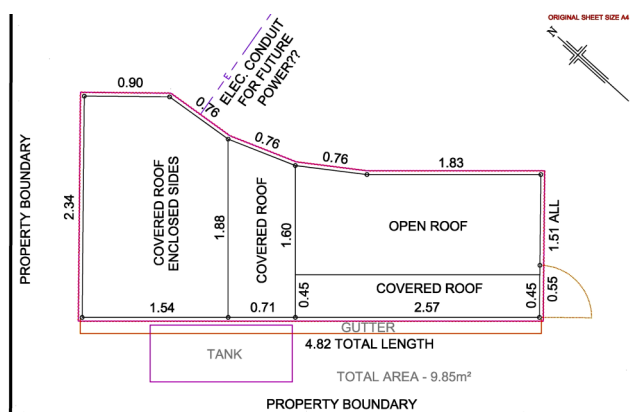 ORIGINAL SHEET SIZE A4
N
E
ELEC. CONDUIT
FOR FUTURE
POWER??
0.90
0.76
0.76
0.76
1.83
PROPERTY BOUNDARY
2.34
COVERED ROOF
ENCLOSED SIDES
1.88
COVERED ROOF
1.60
OPEN ROOF
1.51 ALL
COVERED ROOF
0.45
0.45
0.55
1.54
0.71
2.57
GUTTER
4.82 TOTAL LENGTH
TANK
TOTAL AREA - 9.85m²
PROPERTY BOUNDARY